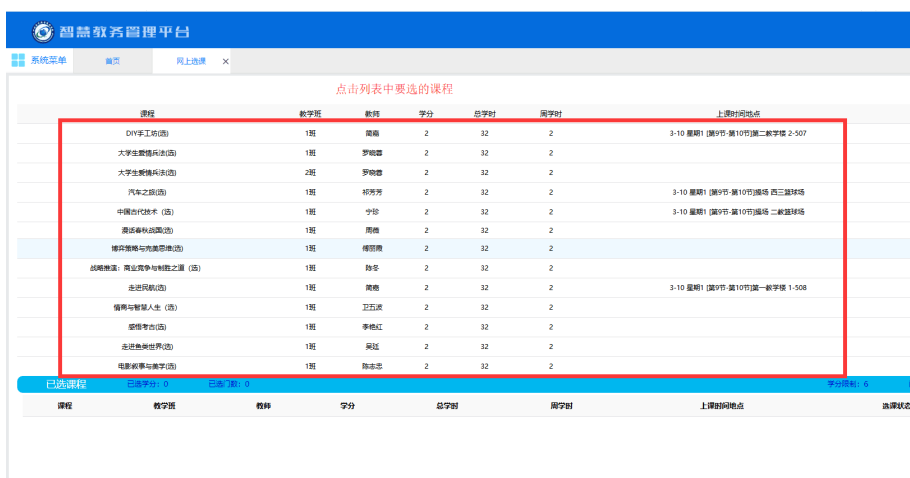 智慧教务管理平台
系统菜单 首页 网上选课 ×
点击列表中要选的课程
课程 教学班 教师 学分 总学时 周学时 上课时间地点
DIY手工坊(选) 1班 2 32 2 3-10 星期1 [第9节-第10节]第二教学楼 2-507
大学生爱情兵法(选) 1班 罗晓蓉 2 32 2
大学生爱情兵法(选) 2班 罗晓蓉 2 32 2
汽车之旅(选) 1班 祁芳芳 2 32 2 3-10 星期1 [第9节-第10节]操场 西三篮球场
中国古代技术（选） 1班 宁珍 2 32 2 3-10 星期1 [第9节-第10节]操场 二教篮球场
漫话春秋战国(选) 1班 周薇 2 32 2
博弈策略与完美思维(选) 1班 傅丽霞 2 32 2
战略推演：商业竞争与制胜之道（选） 1班 陈冬 2 32 2
走进民航(选) 1班 2 32 2 3-10 星期1 [第9节-第10节]第一教学楼 1-508
情商与智慧人生（选） 1班 卫五波 2 32 2
感悟考古(选) 1班 李艳红 2 32 2
走进鱼类世界(选) 1班 吴廷 2 32 2
电影叙事与美学(选) 1班 陈志忠 2 32 2
已选课程 已选学分：0 已选门数：0 学分限制：6
课程 教学班 教师 学分 总学时 周学时 上课时间地点 选课状态